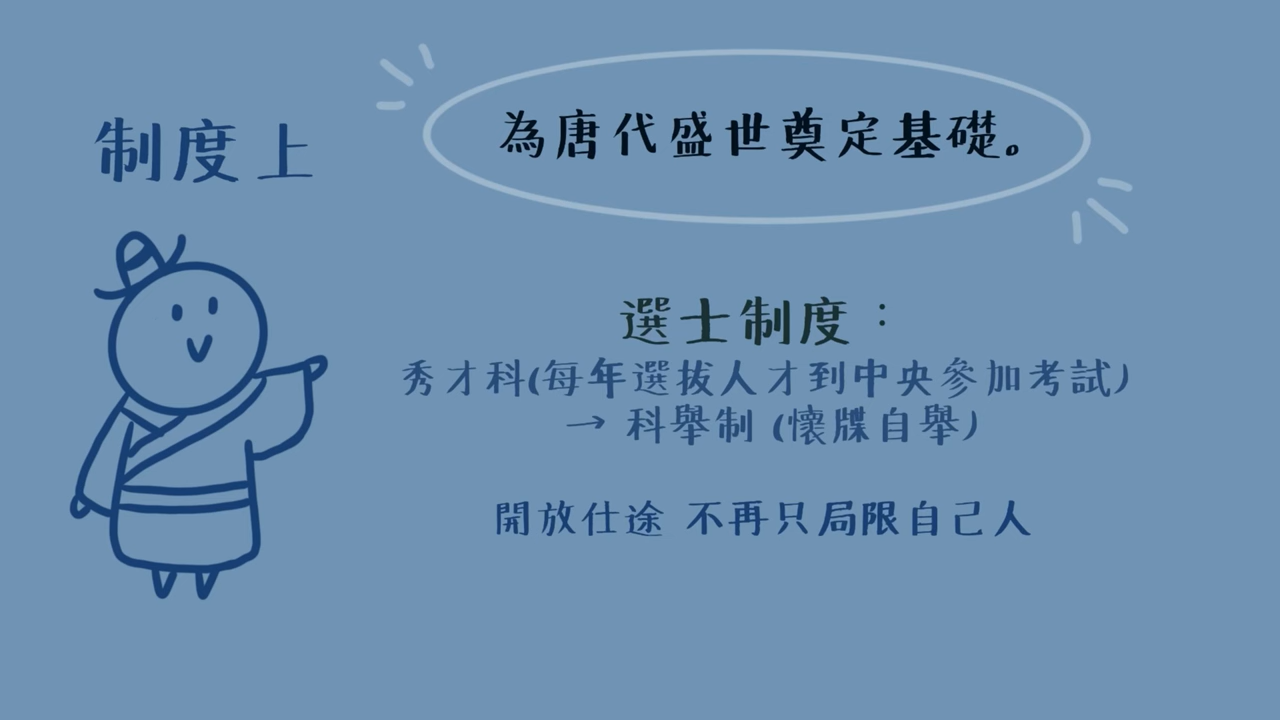 制度上
為唐代盛世奠定基礎。
選士制度：
秀才科(每年選拔人才到中央參加考試)
→ 科舉制 (懷牒自舉)
開放仕途 不再只局限自己人